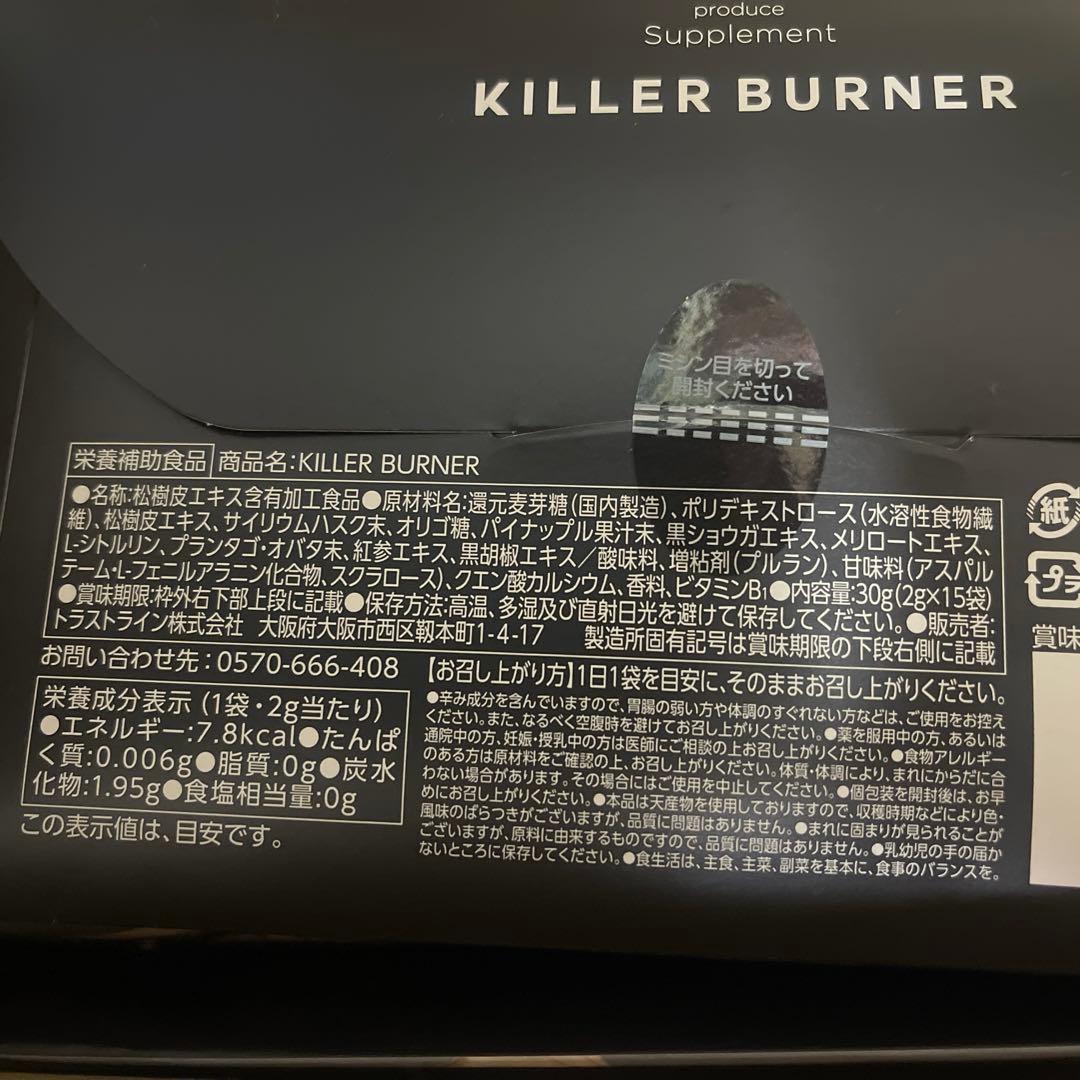 produce
Supplement
KILLER BURNER
ミシン目を切って
開封ください
栄養補助食品 商品名:KILLER BURNER
●名称:松樹皮エキス含有加工食品●原材料名:還元麦芽糖(国内製造)、ポリデキストロース(水溶性食物繊
維)、松樹皮エキス、サイリウムハスク末、オリゴ糖、パイナップル果汁末、黒ショウガエキス、メリロートエキス、
L-シトルリン、プランタゴ・オバタ末、紅参エキス、黒胡椒エキス/酸味料、増粘剤(プルラン)、甘味料(アスパル
テーム・L-フェニルアラニン化合物、スクラロース)、クエン酸カルシウム、香料、ビタミンB₁●内容量:30g(2g×15袋)
●賞味期限:枠外右下部上段に記載●保存方法:高温、多湿及び直射日光を避けて保存してください。●販売者:
トラストライン株式会社 大阪府大阪市西区靱本町1-4-17 製造所固有記号は賞味期限の下段右側に記載
お問い合わせ先:0570-666-408 【お召し上がり方】1日1袋を目安に、そのままお召し上がりください。
栄養成分表示(1袋・2g当たり)
●エネルギー:7.8kcal●たんぱ
く質:0.006g●脂質:0g●炭水
化物:1.95g●食塩相当量:0g
この表示値は、目安です。
●辛み成分を含んでいますので、胃腸の弱い方や体調のすぐれない方などは、ご使用をお控え
ください。また、なるべく空腹時を避けてお召し上がりください。●薬を服用中の方、あるいは
通院中の方、妊娠・授乳中の方は医師にご相談の上お召し上がりください。●食物アレルギー
のある方は原材料をご確認の上、お召し上がりください。体質・体調により、まれにからだに合
わない場合があります。その場合にはご使用を中止してください。●個包装を開封後は、お早
めにお召し上がりください。●本品は天産物を使用しておりますので、収穫時期などにより色・
風味のばらつきがございますが、品質に問題はありません。●まれに固まりが見られることが
ございますが、原料に由来するものですので、品質に問題はありません。●乳幼児の手の届か
ないところに保存してください。●食生活は、主食、主菜、副菜を基本に、食事のバランスを。
紙
プラ
賞味